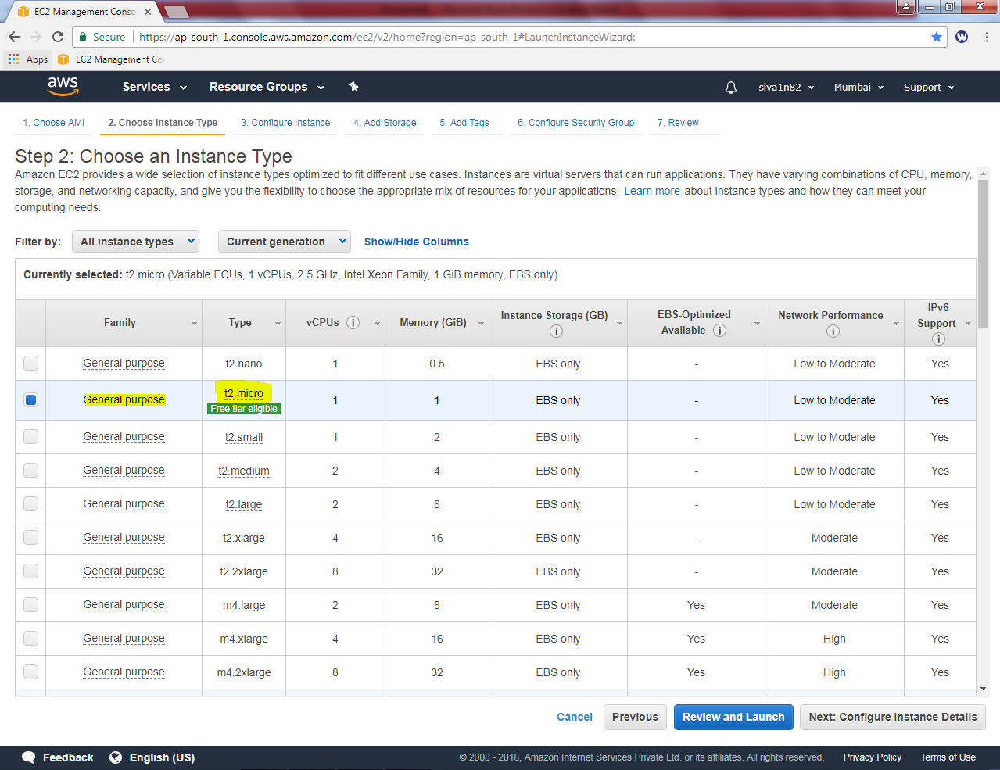 EC2 Management Conso
Secure
https://ap-south-1.console.aws.amazon.com/ec2/v2/home?region=ap-south-1#LaunchInstanceWizard:
Apps
EC2 Management Co
aws
Services
Resource Groups
siva1n82
Mumbai
Support
1. Choose AMI
2. Choose Instance Type
3. Configure Instance
4. Add Storage
5. Add Tags
6. Configure Security Group
7. Review
Step 2: Choose an Instance Type
Amazon EC2 provides a wide selection of instance types optimized to fit different use cases. Instances are virtual servers that can run applications. They have varying combinations of CPU, memory,
storage, and networking capacity, and give you the flexibility to choose the appropriate mix of resources for your applications. Learn more about instance types and how they can meet your
computing needs.
Filter by: All instance types Current generation Show/Hide Columns
Currently selected: t2.micro (Variable ECUs, 1 vCPUs, 2.5 GHz, Intel Xeon Family, 1 GiB memory, EBS only)
Family
Type
vCPUs
Memory (GiB)
Instance Storage (GB)
EBS-Optimized
Available
Network Performance
IPv6
Support
General purpose t2.nano 1 0.5 EBS only - Low to Moderate Yes
General purpose t2.micro 1 1 EBS only - Low to Moderate Yes
Free tier eligible
General purpose t2.small 1 2 EBS only - Low to Moderate Yes
General purpose t2.medium 2 4 EBS only - Low to Moderate Yes
General purpose t2.large 2 8 EBS only - Low to Moderate Yes
General purpose t2.xlarge 4 16 EBS only - Moderate Yes
General purpose t2.2xlarge 8 32 EBS only - Moderate Yes
General purpose m4.large 2 8 EBS only Yes Moderate Yes
General purpose m4.xlarge 4 16 EBS only Yes High Yes
General purpose m4.2xlarge 8 32 EBS only Yes High Yes
Cancel
Previous
Review and Launch
Next: Configure Instance Details
Feedback
English (US)
© 2008 - 2018, Amazon Internet Services Private Ltd. or its affiliates. All rights reserved.
Privacy Policy
Terms of Use